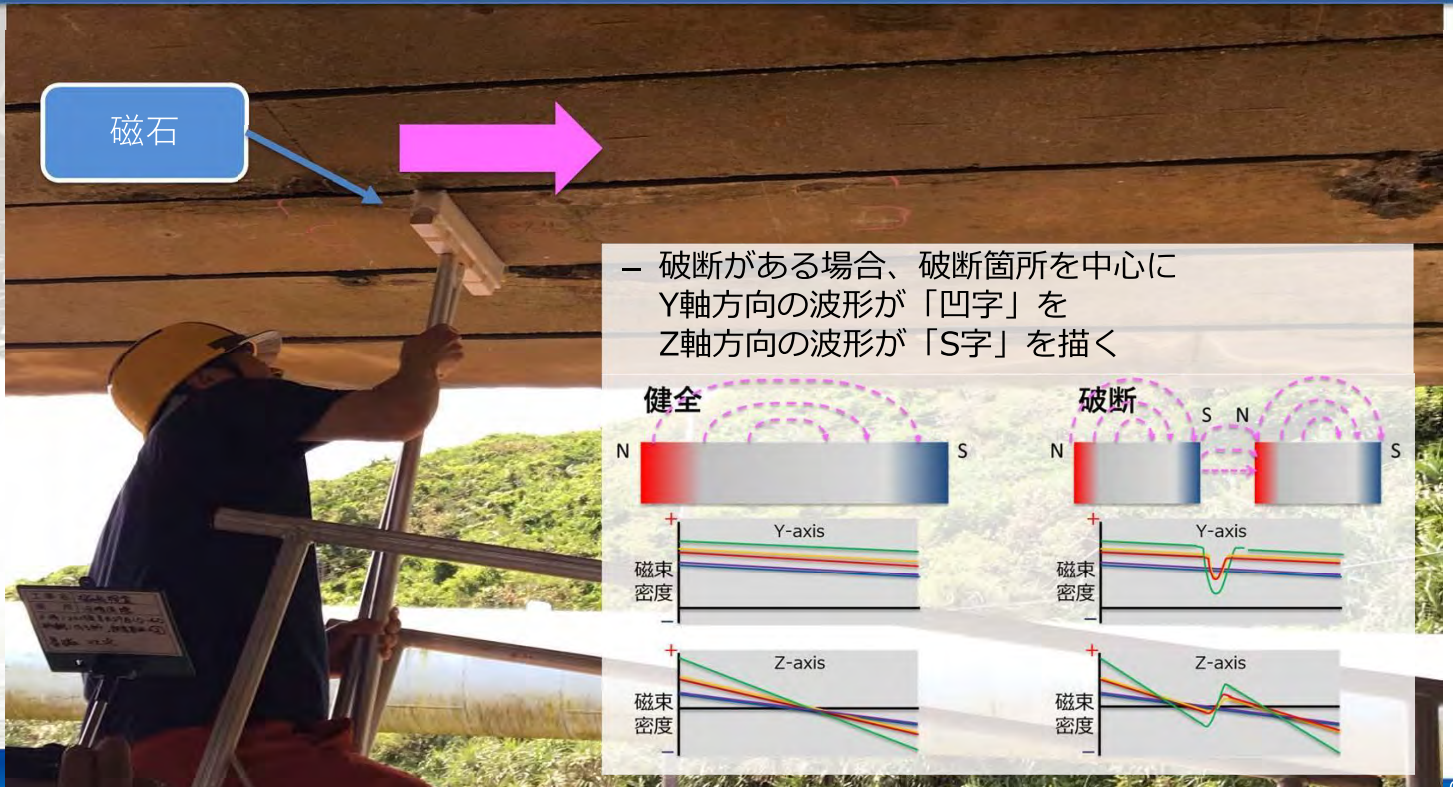 磁石
– 破断がある場合、破断箇所を中心に
Y軸方向の波形が「凹字」を
Z軸方向の波形が「S字」を描く
健全
N
S
破断
N
S N
S
Y-axis
+
磁束
密度
−
Y-axis
+
磁束
密度
−
Z-axis
+
磁束
密度
−
Z-axis
+
磁束
密度
−